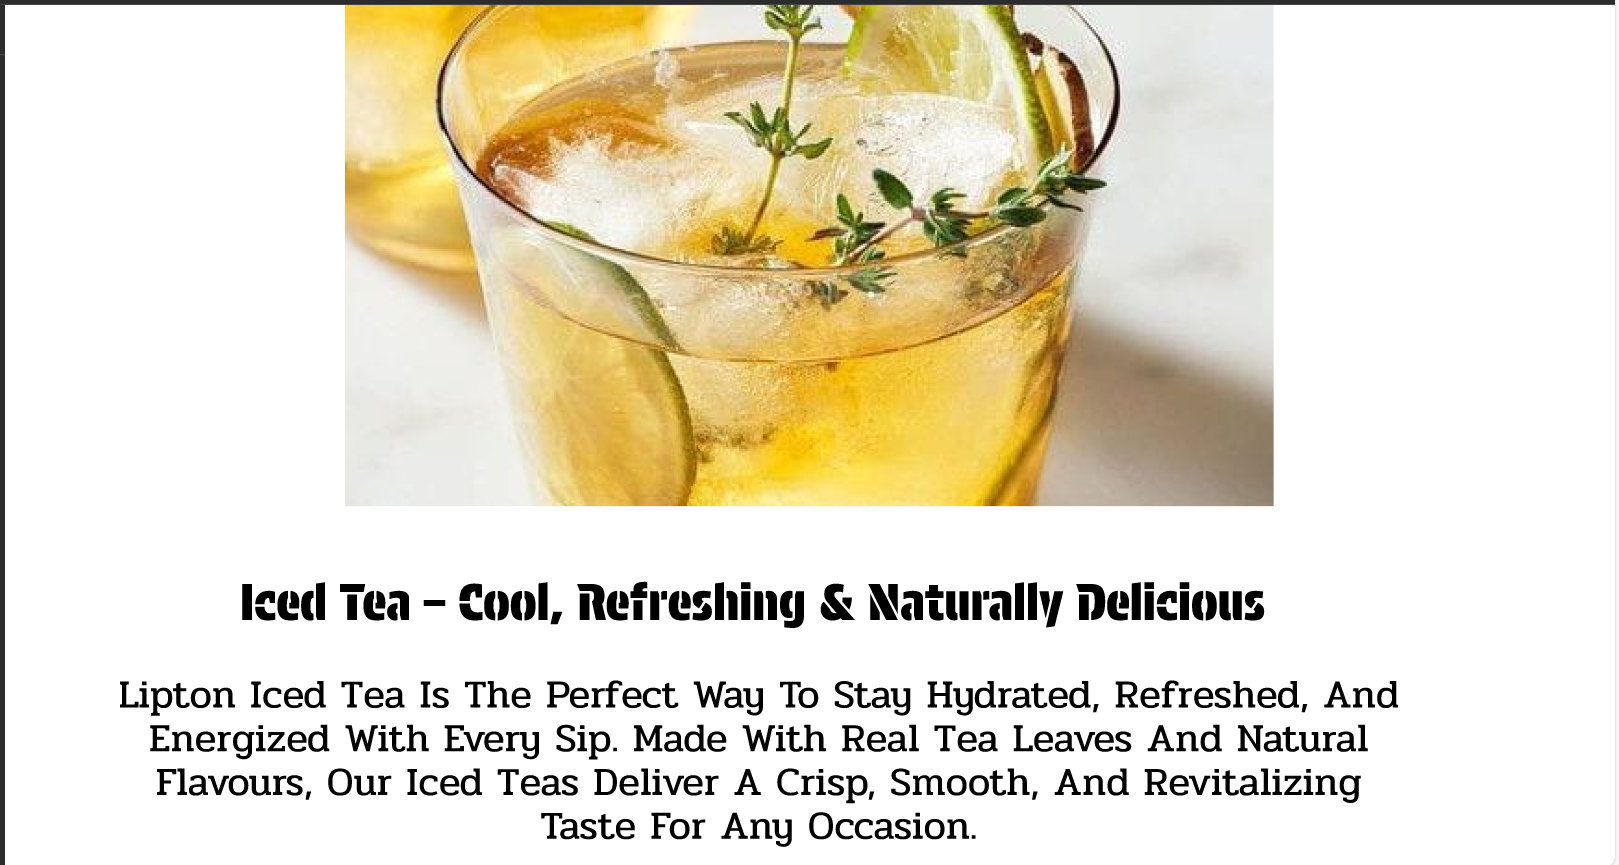 Iced Tea – Cool, Refreshing & Naturally Delicious
Lipton Iced Tea Is The Perfect Way To Stay Hydrated, Refreshed, And
Energized With Every Sip. Made With Real Tea Leaves And Natural
Flavours, Our Iced Teas Deliver A Crisp, Smooth, And Revitalizing
Taste For Any Occasion.